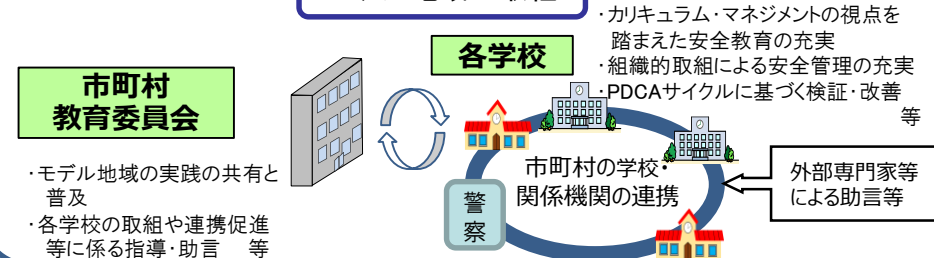 各学校
・カリキュラム・マネジメントの視点を
踏まえた安全教育の充実
・組織的取組による安全管理の充実
・PDCAサイクルに基づく検証・改善
等
市町村
教育委員会
・モデル地域の実践の共有と
普及
・各学校の取組や連携促進
等に係る指導・助言　等
市町村の学校・
関係機関の連携
警
察
外部専門家等
による助言等